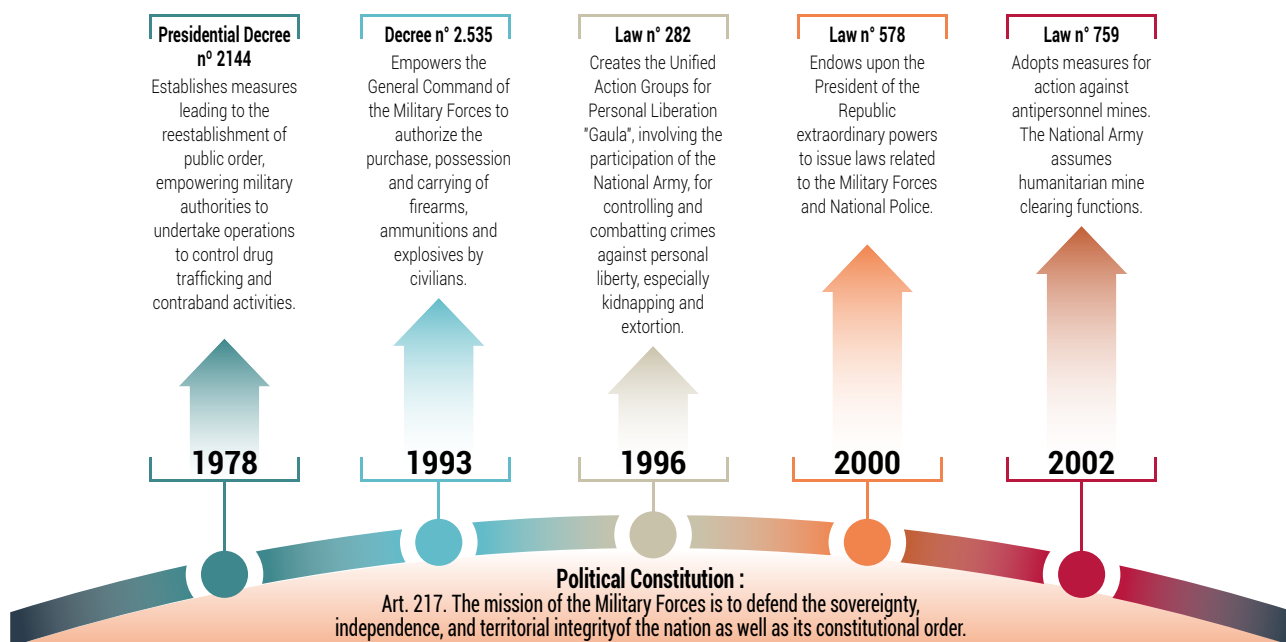 Presidential Decree
nº 2144
Establishes measures
leading to the
reestablishment of
public order,
empowering military
authorities to
undertake operations
to control drug
trafficking and
contraband activities.
1978
Decree n° 2.535
Empowers the
General Command of
the Military Forces to
authorize the
purchase, possession
and carrying of
firearms,
ammunitions and
explosives by
civilians.
1993
Law n° 282
Creates the Unified
Action Groups for
Personal Liberation
"Gaula", involving the
participation of the
National Army, for
controlling and
combatting crimes
against personal
liberty, especially
kidnapping and
extortion.
1996
Law n° 578
Endows upon the
President of the
Republic
extraordinary powers
to issue laws related
to the Military Forces
and National Police.
2000
Law n° 759
Adopts measures for
action against
antipersonnel mines.
The National Army
assumes
humanitarian mine
clearing functions.
2002
Political Constitution :
Art. 217. The mission of the Military Forces is to defend the sovereignty,
independence, and territorial integrityof the nation as well as its constitutional order.